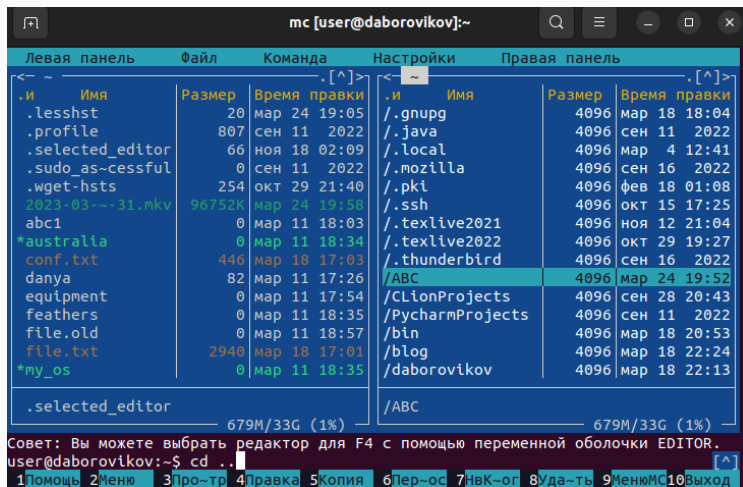 mc [user@daborovikov]:~
Левая панель Файл Команда Настройки Правая панель
<— ~ .[^]> <— ~ .[^]>
.и Имя Размер Время правки .и Имя Размер Время правки
.lesshst 20 мар 24 19:05 /.gnupg 4096 мар 18 18:04
.profile 807 сен 11 2022 /.java 4096 сен 11 2022
.selected_editor 66 ноя 18 02:09 /.local 4096 мар 4 12:41
.sudo_as~cessful 0 сен 11 2022 /.mozilla 4096 сен 16 2022
.wget-hsts 254 окт 29 21:40 /.pki 4096 фев 18 01:08
2023-03-~-31.mkv 96752K мар 24 19:58 /.ssh 4096 окт 15 17:25
abc1 0 мар 11 18:03 /.texlive2021 4096 ноя 12 21:04
*australia 0 мар 11 18:34 /.texlive2022 4096 окт 29 19:27
conf.txt 446 мар 18 17:03 /.thunderbird 4096 сен 16 2022
danya 82 мар 11 17:26 /ABC 4096 мар 24 19:52
equipment 0 мар 11 17:54 /CLionProjects 4096 сен 28 20:43
feathers 0 мар 11 18:35 /PycharmProjects 4096 сен 11 2022
file.old 0 мар 11 18:57 /bin 4096 мар 18 20:53
file.txt 2940 мар 18 17:01 /blog 4096 мар 18 22:24
*my_os 0 мар 11 18:35 /daborovikov 4096 мар 18 22:13
.selected_editor /ABC
679M/33G (1%) 679M/33G (1%)
Совет: Вы можете выбрать редактор для F4 с помощью переменной оболочки EDITOR.
user@daborovikov:~$ cd .. [^]
1Помощь 2Меню 3Про~тр 4Правка 5Копия 6Пер~ос 7НвК~ог 8Уда~ть 9МенюMC 10Выход